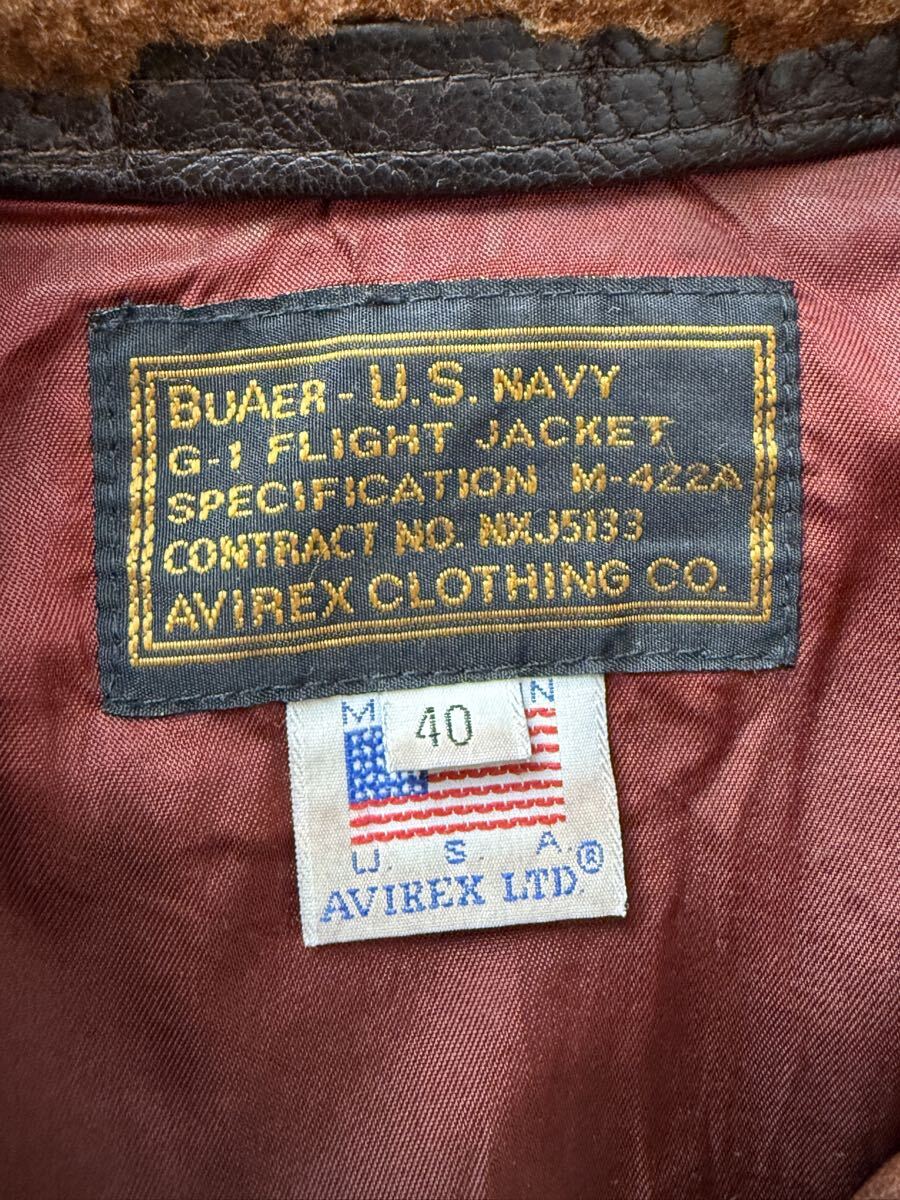 BUAER - U.S. NAVY
G-1 FLIGHT JACKET
SPECIFICATION M-422A
CONTRACT NO. NXJ5133
AVIREX CLOTHING CO.
M N
40
U. S. A.
AVIREX LTD.®